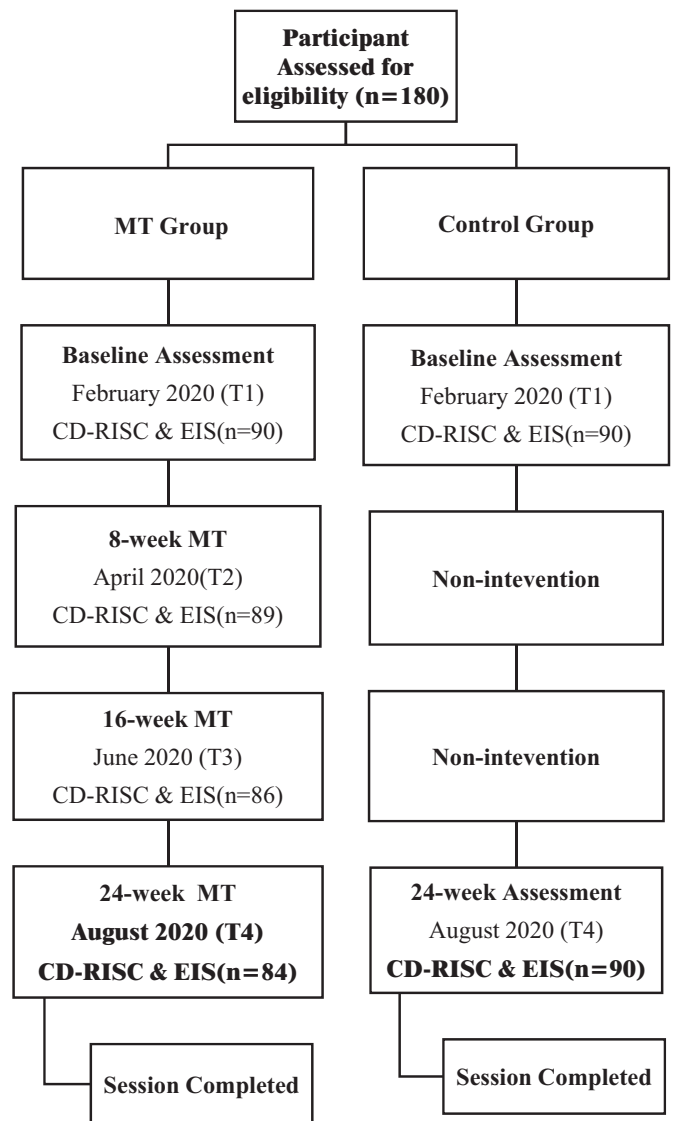 Participant
Assessed for
eligibility (n=180)
MT Group
Control Group
Baseline Assessment
February 2020 (T1)
CD-RISC & EIS(n=90)
Baseline Assessment
February 2020 (T1)
CD-RISC & EIS(n=90)
8-week MT
April 2020(T2)
CD-RISC & EIS(n=89)
Non-intevention
16-week MT
June 2020 (T3)
CD-RISC & EIS(n=86)
Non-intevention
24-week MT
August 2020 (T4)
CD-RISC & EIS(n=84)
24-week Assessment
August 2020 (T4)
CD-RISC & EIS(n=90)
Session Completed
Session Completed